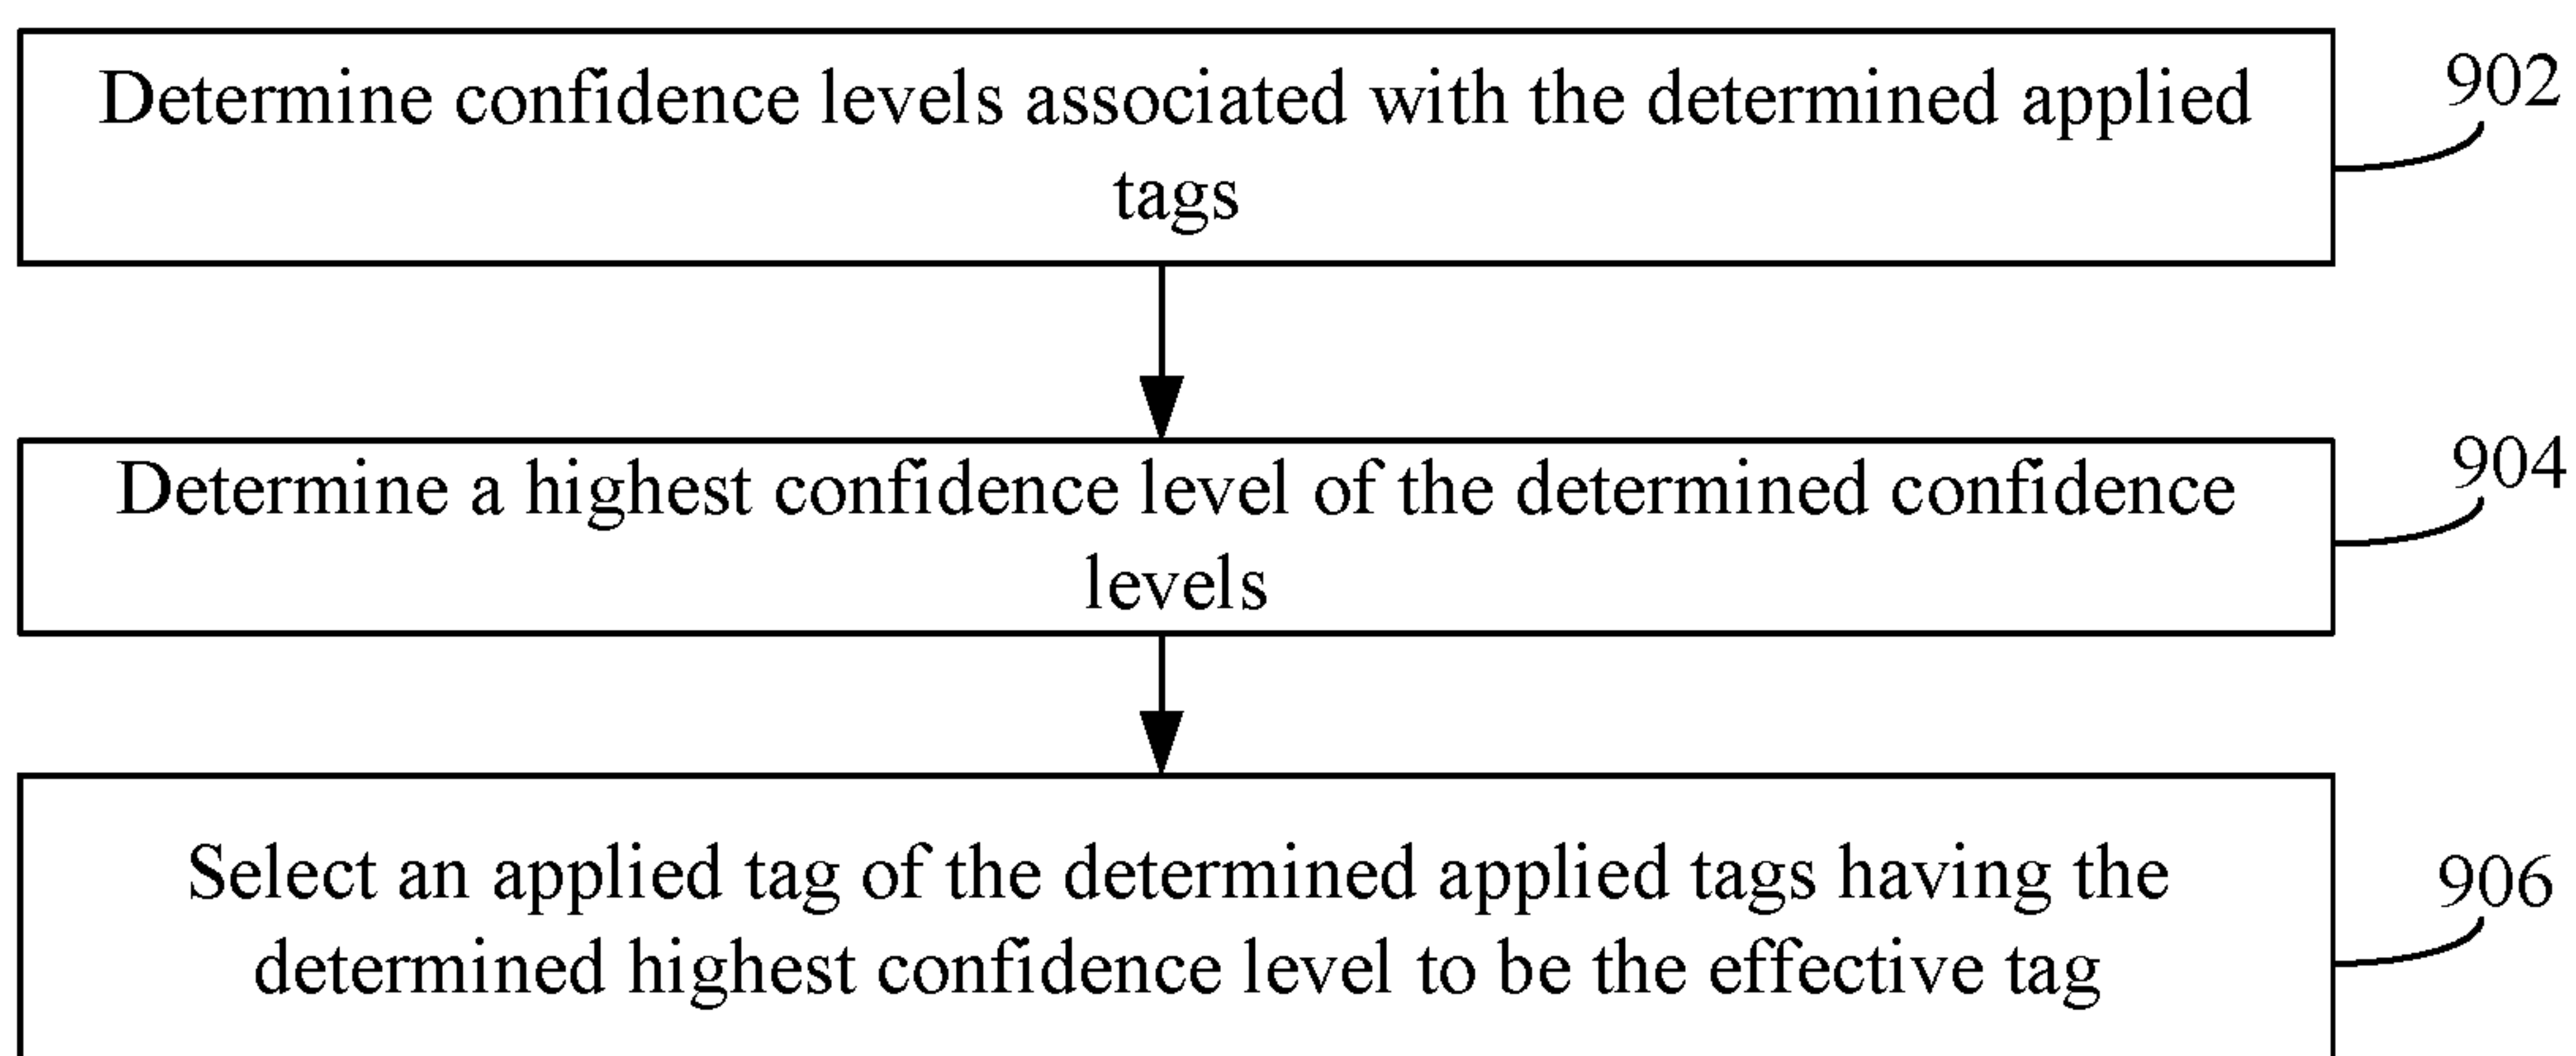 Determine confidence levels associated with the determined applied
tags
902
Determine a highest confidence level of the determined confidence
levels
904
Select an applied tag of the determined applied tags having the
determined highest confidence level to be the effective tag
906